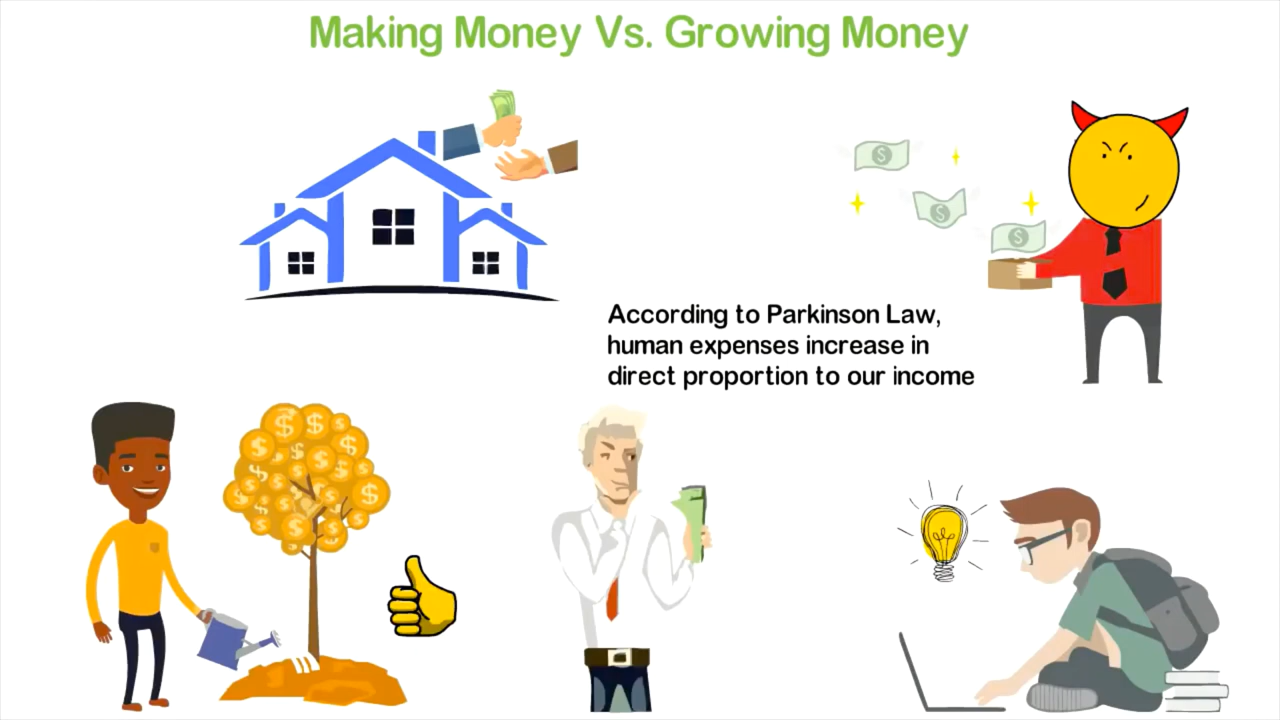 Making Money Vs. Growing Money
According to Parkinson Law,
human expenses increase in
direct proportion to our income